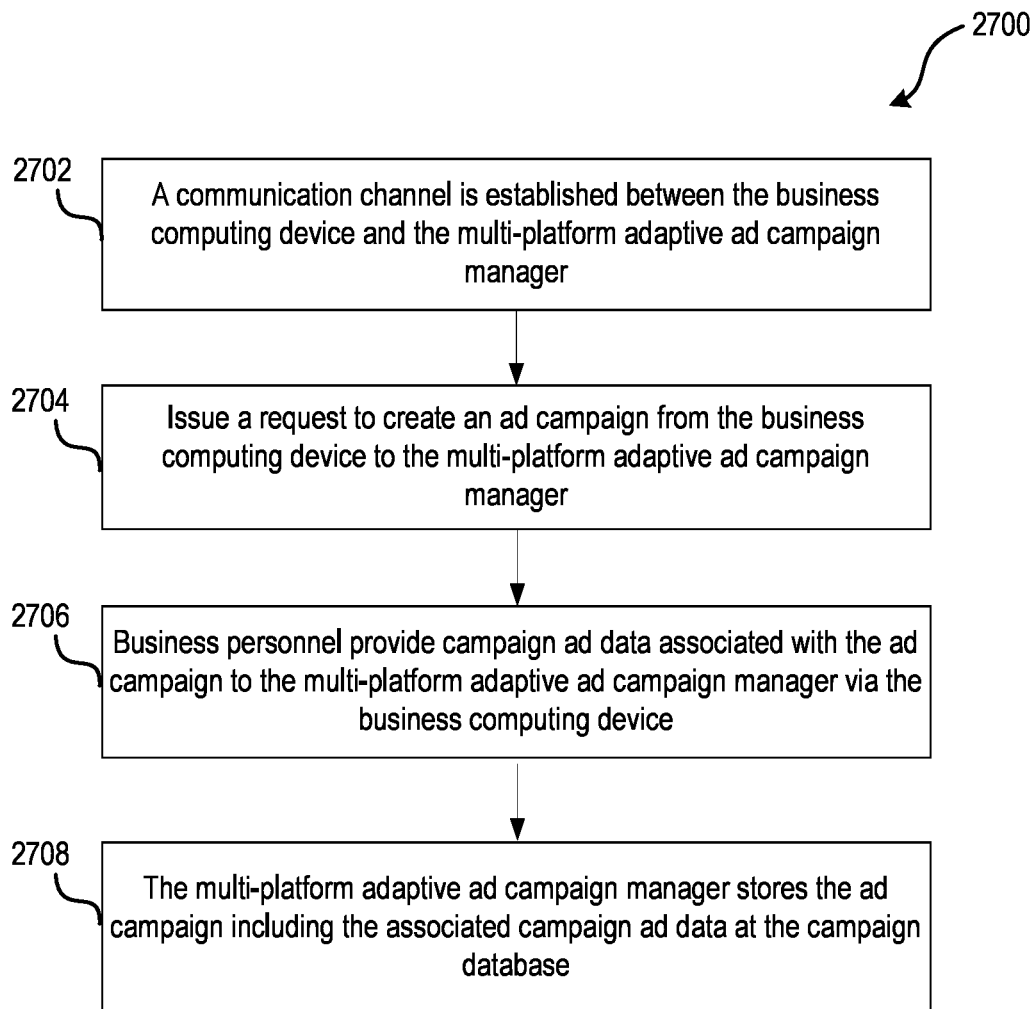 2700
2702
A communication channel is established between the business
computing device and the multi-platform adaptive ad campaign
manager
2704
Issue a request to create an ad campaign from the business
computing device to the multi-platform adaptive ad campaign
manager
2706
Business personnel provide campaign ad data associated with the ad
campaign to the multi-platform adaptive ad campaign manager via the
business computing device
2708
The multi-platform adaptive ad campaign manager stores the ad
campaign including the associated campaign ad data at the campaign
database